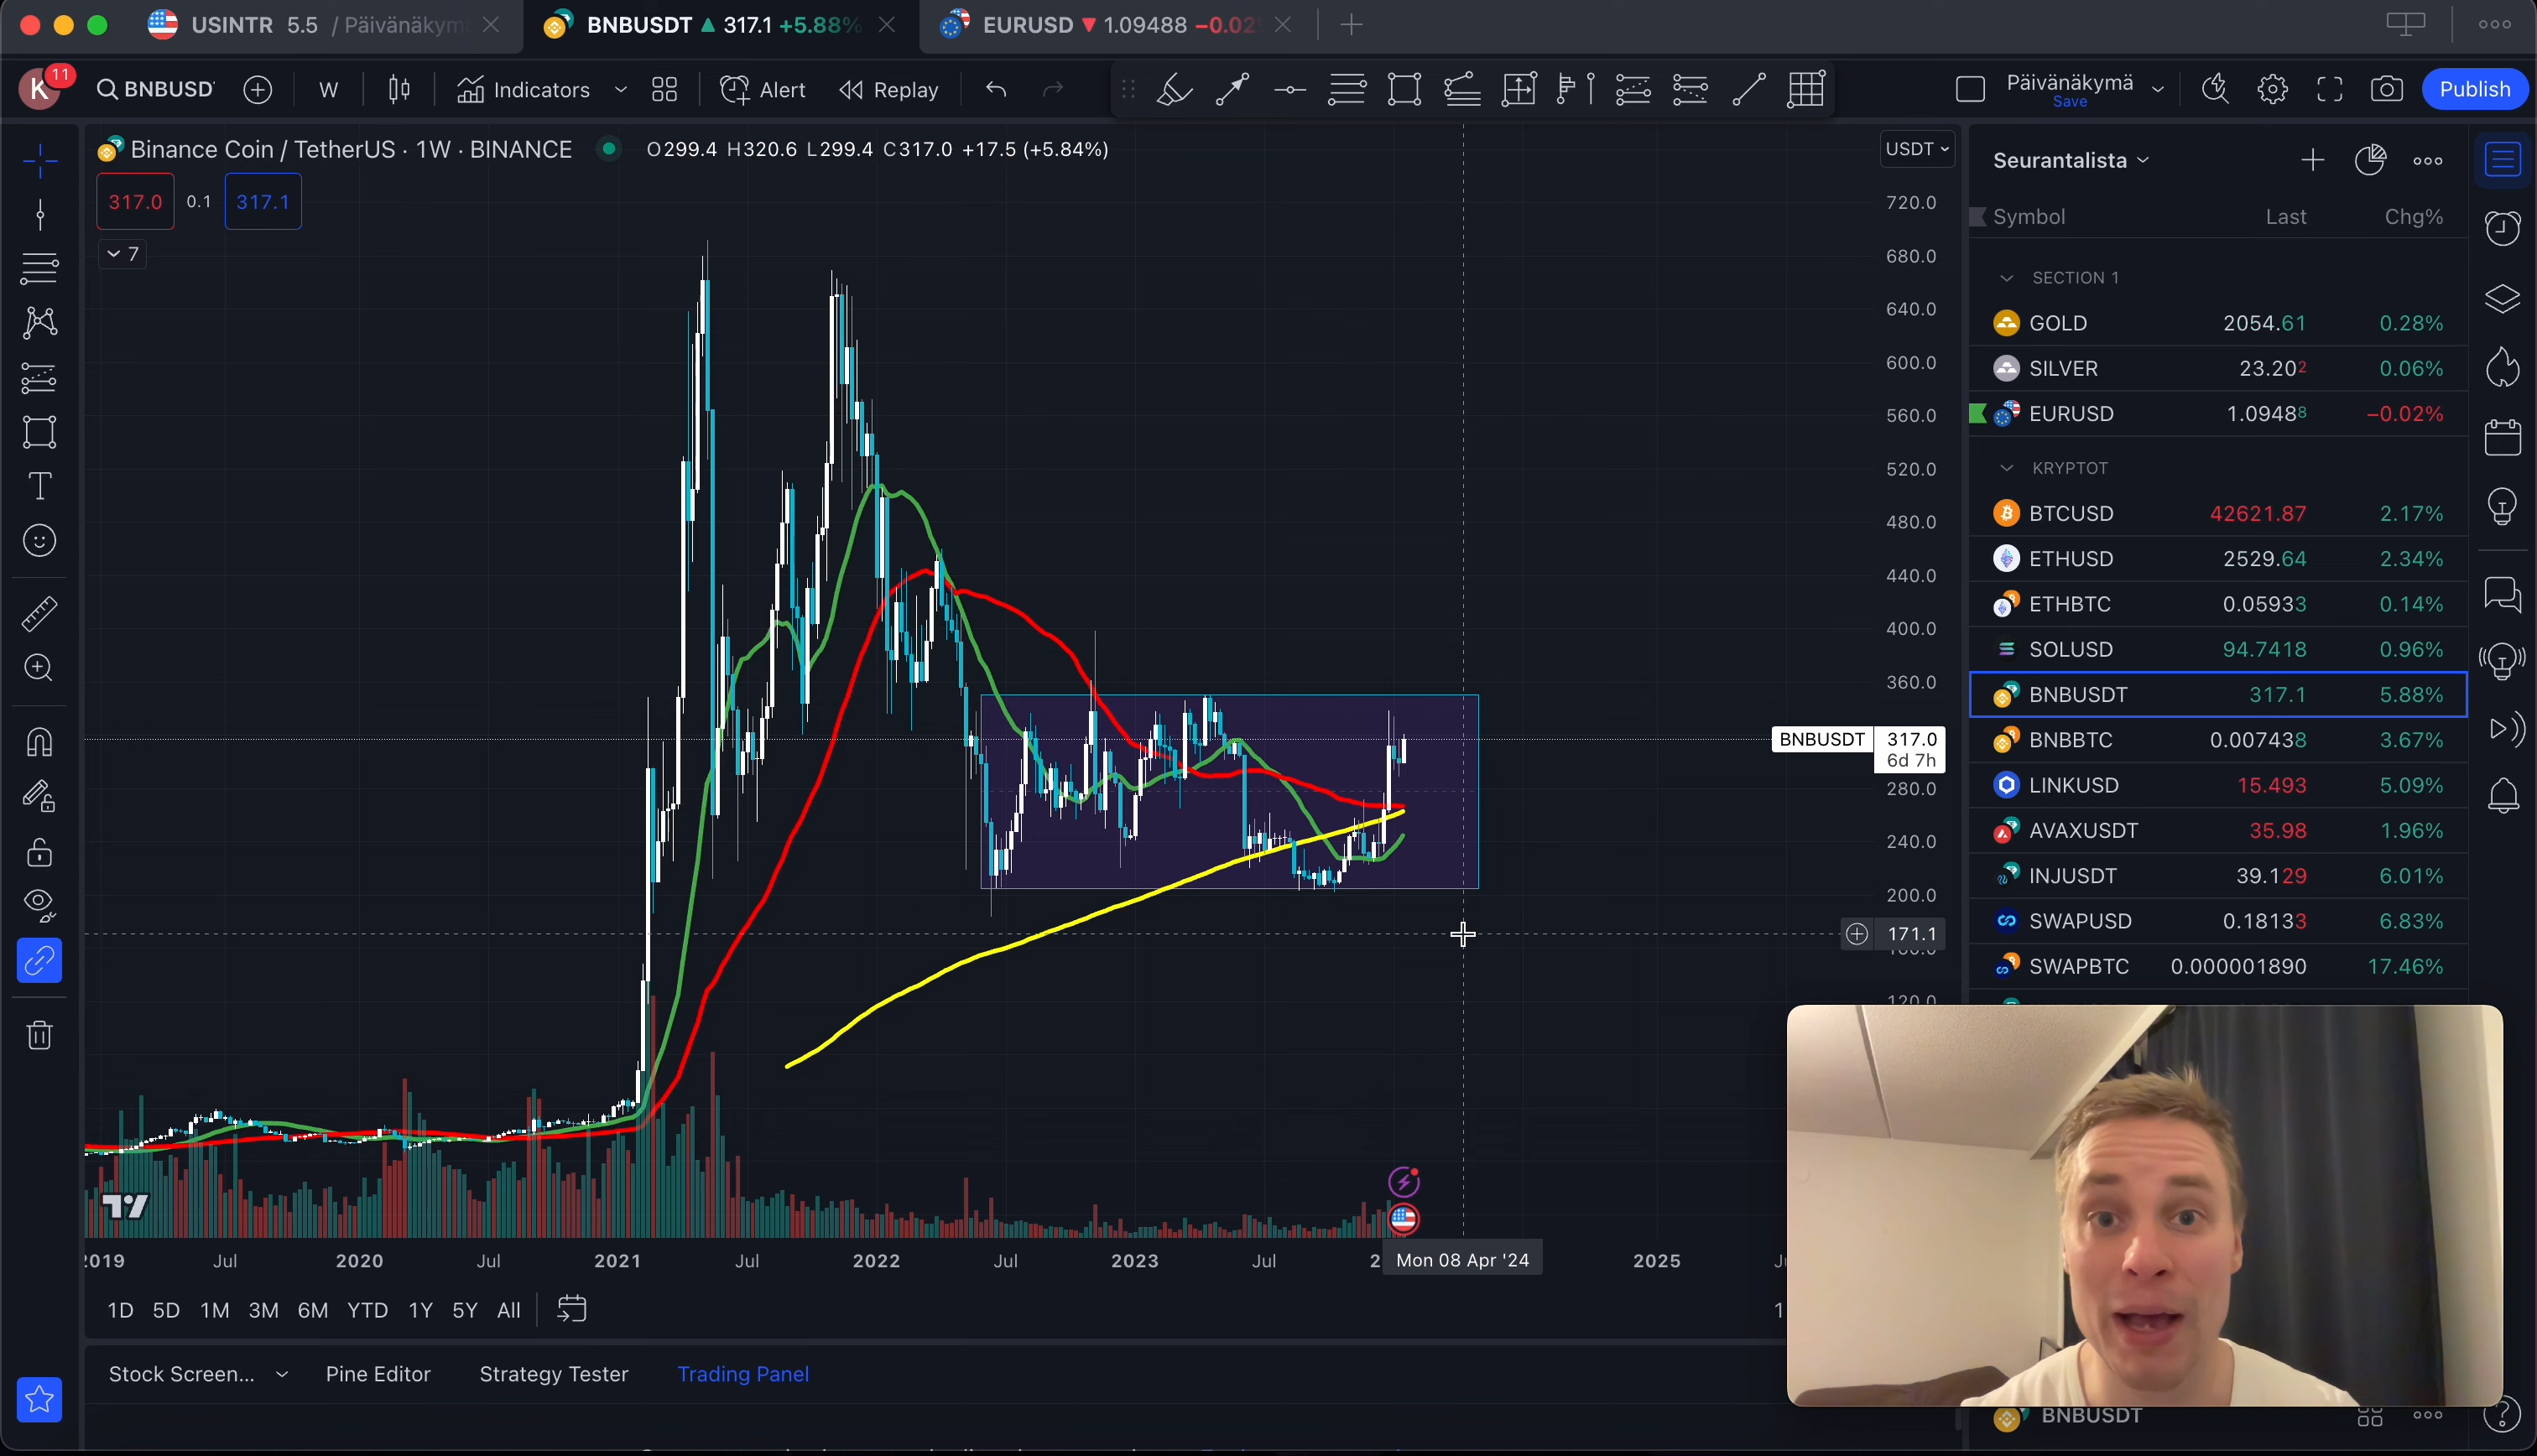 USINTR 5.5 / Päivänäkym
BNBUSDT 317.1 +5.88%
EURUSD 1.09488 −0.02
K 11
BNBUSD
W
Indicators
Alert
Replay
Päivänäkymä
Save
Publish
Binance Coin / TetherUS · 1W · BINANCE
O299.4 H320.6 L299.4 C317.0 +17.5 (+5.84%)
USDT
317.0 0.1 317.1
7
720.0
680.0
640.0
600.0
560.0
520.0
480.0
440.0
400.0
360.0
BNBUSDT 317.0
6d 7h
280.0
240.0
200.0
171.1
120.0
2019 Jul 2020 Jul 2021 Jul 2022 Jul 2023 Jul Mon 08 Apr '24 2025
1D 5D 1M 3M 6M YTD 1Y 5Y All
Stock Screen... Pine Editor Strategy Tester Trading Panel
Seurantalista
Symbol Last Chg%
SECTION 1
GOLD 2054.61 0.28%
SILVER 23.202 0.06%
EURUSD 1.09488 −0.02%
KRYPTOT
BTCUSD 42621.87 2.17%
ETHUSD 2529.64 2.34%
ETHBTC 0.05933 0.14%
SOLUSD 94.7418 0.96%
BNBUSDT 317.1 5.88%
BNBBTC 0.007438 3.67%
LINKUSD 15.493 5.09%
AVAXUSDT 35.98 1.96%
INJUSDT 39.129 6.01%
SWAPUSD 0.18133 6.83%
SWAPBTC 0.000001890 17.46%
BNBUSDT